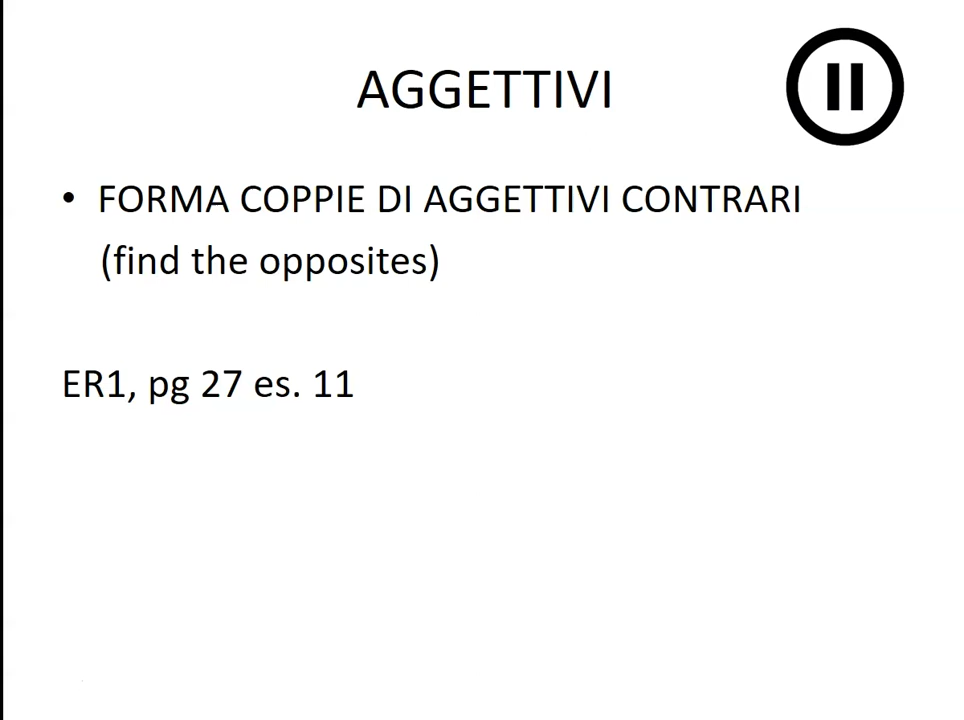 AGGETTIVI
• FORMA COPPIE DI AGGETTIVI CONTRARI
(find the opposites)
ER1, pg 27 es. 11